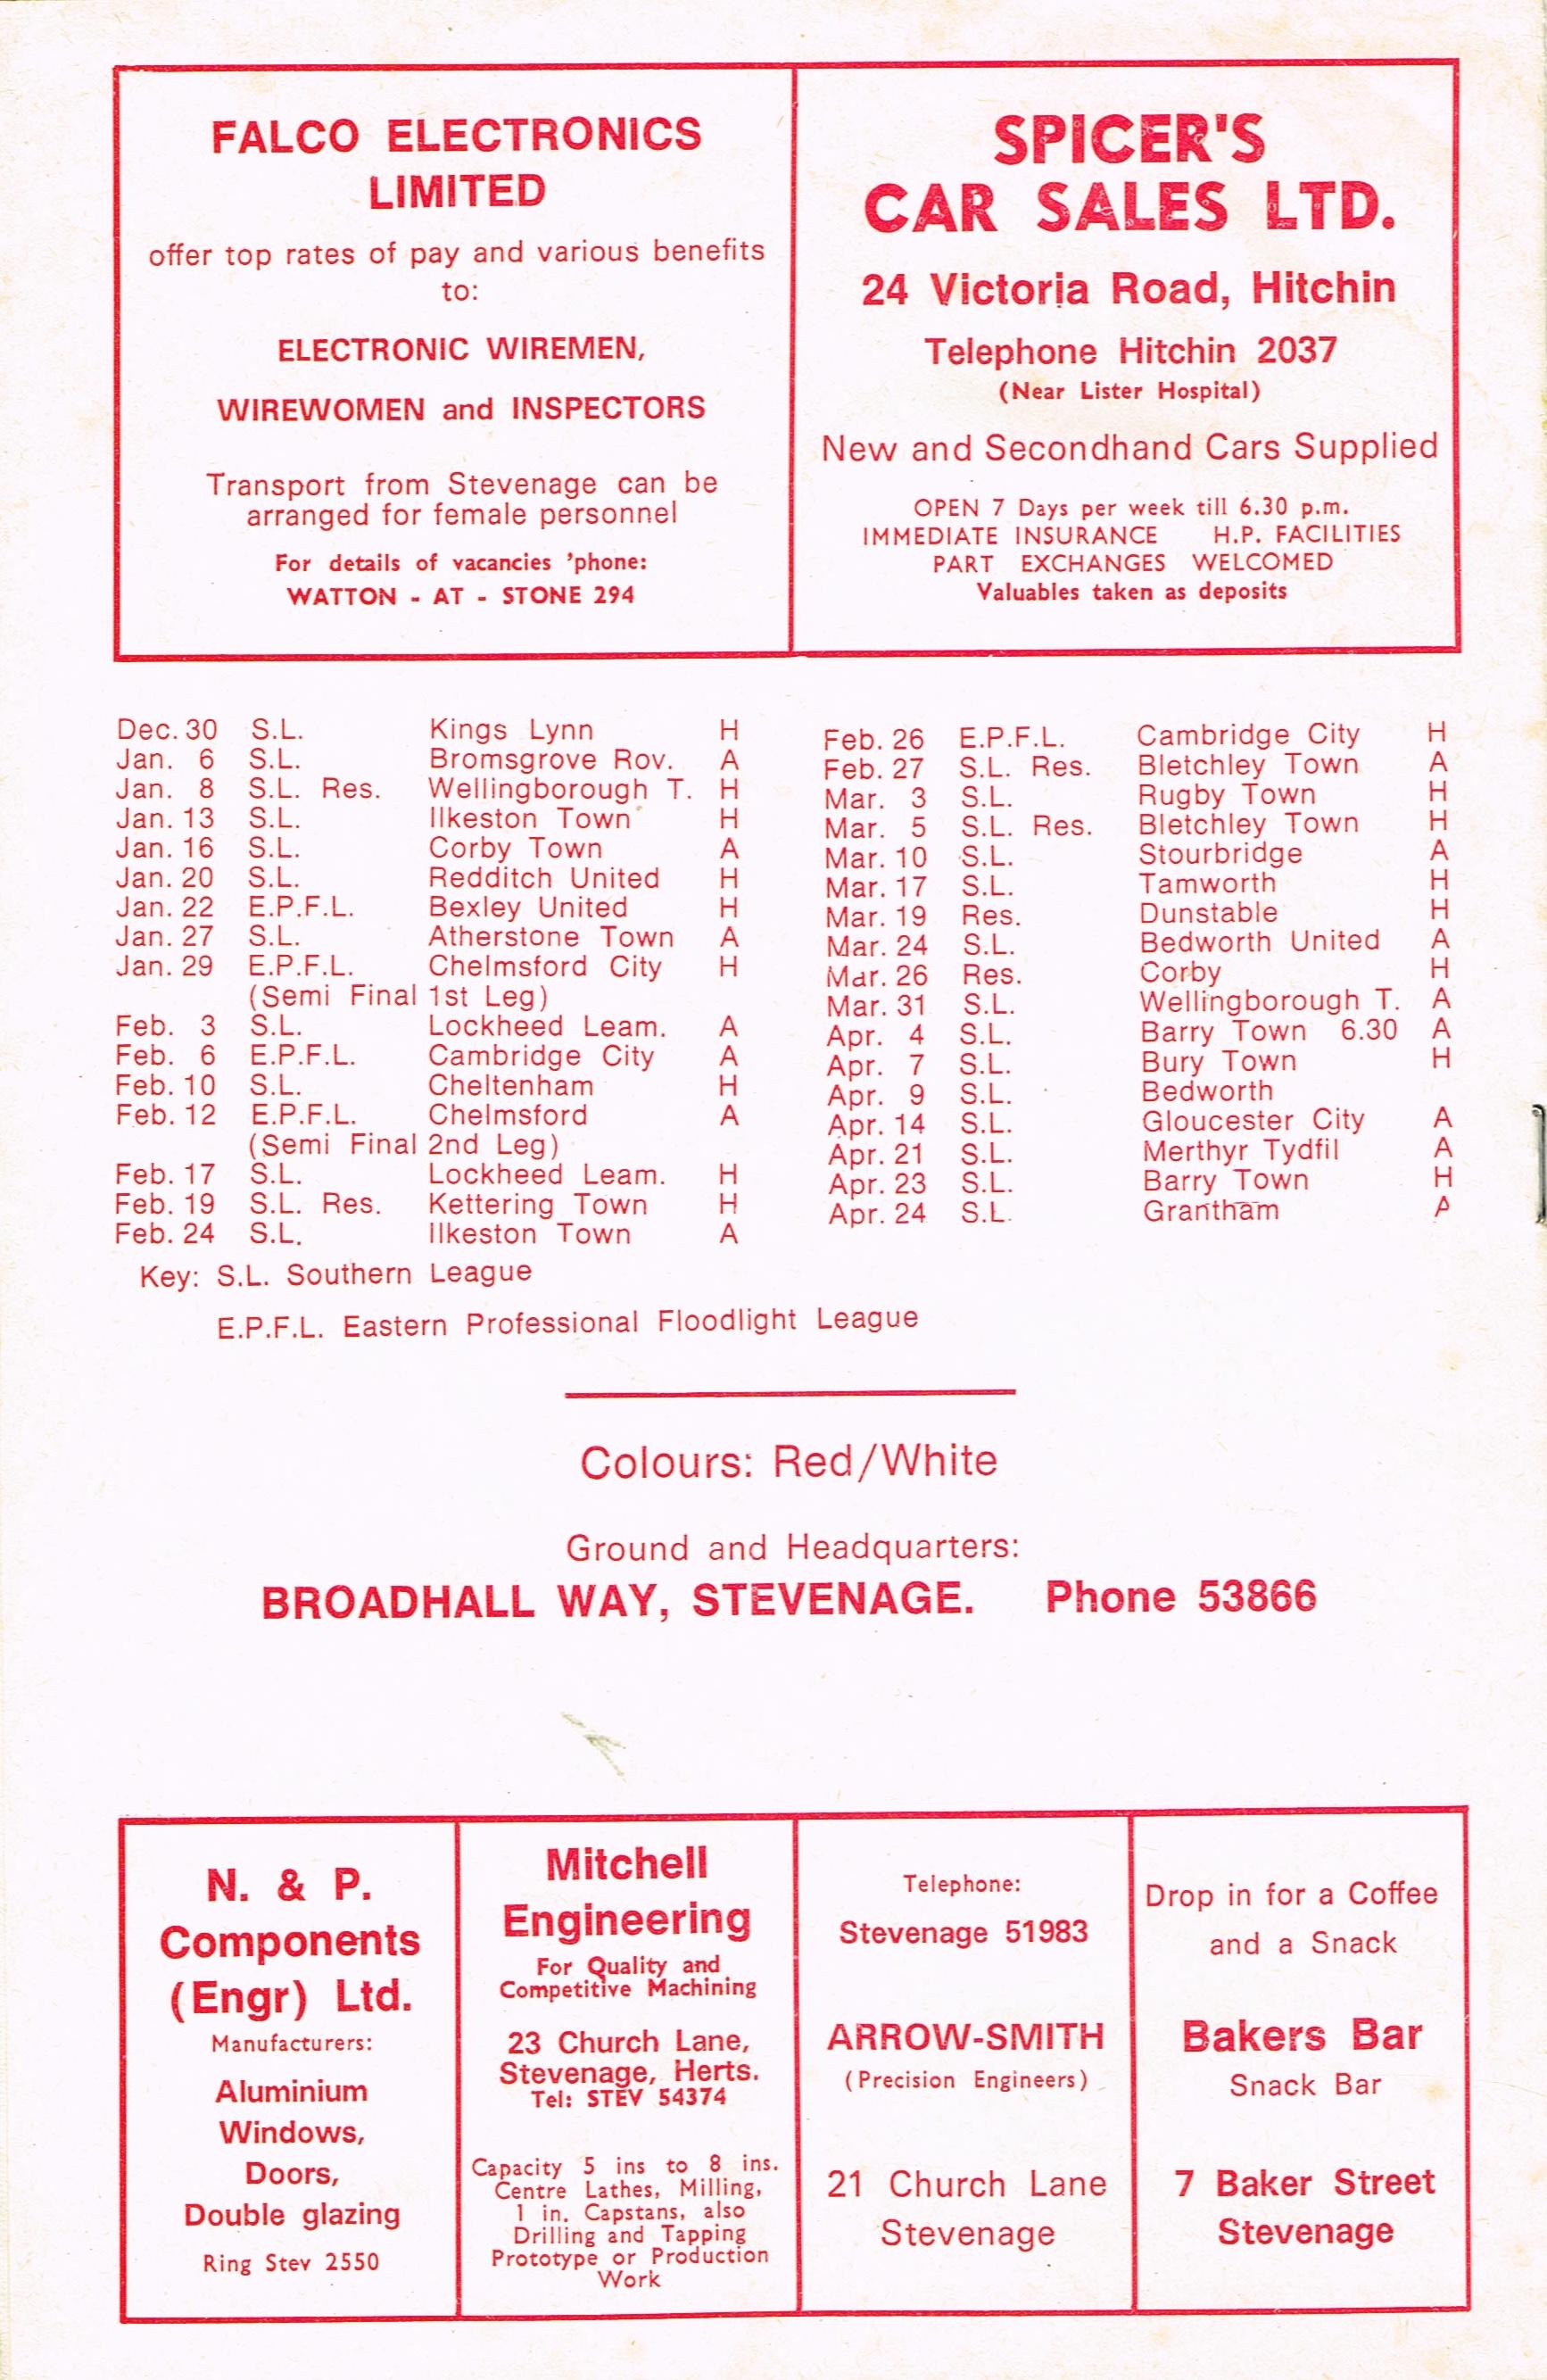 FALCO ELECTRONICS
LIMITED
offer top rates of pay and various benefits
to:
ELECTRONIC WIREMEN,
WIREWOMEN and INSPECTORS
Transport from Stevenage can be
arranged for female personnel
For details of vacancies 'phone:
WATTON - AT - STONE 294
SPICER'S
CAR SALES LTD.
24 Victoria Road, Hitchin
Telephone Hitchin 2037
(Near Lister Hospital)
New and Secondhand Cars Supplied
OPEN 7 Days per week till 6.30 p.m.
IMMEDIATE INSURANCE H.P. FACILITIES
PART EXCHANGES WELCOMED
Valuables taken as deposits
Dec. 30 S.L. Kings Lynn H
Jan. 6 S.L. Bromsgrove Rov. A
Jan. 8 S.L. Res. Wellingborough T. H
Jan. 13 S.L. Ilkeston Town H
Jan. 16 S.L. Corby Town A
Jan. 20 S.L. Redditch United H
Jan. 22 E.P.F.L. Bexley United H
Jan. 27 S.L. Atherstone Town A
Jan. 29 E.P.F.L. Chelmsford City H
(Semi Final 1st Leg)
Feb. 3 S.L. Lockheed Leam. A
Feb. 6 E.P.F.L. Cambridge City A
Feb. 10 S.L. Cheltenham H
Feb. 12 E.P.F.L. Chelmsford A
(Semi Final 2nd Leg)
Feb. 17 S.L. Lockheed Leam. H
Feb. 19 S.L. Res. Kettering Town H
Feb. 24 S.L. Ilkeston Town A
Feb. 26 E.P.F.L. Cambridge City H
Feb. 27 S.L. Res. Bletchley Town A
Mar. 3 S.L. Rugby Town H
Mar. 5 S.L. Res. Bletchley Town H
Mar. 10 S.L. Stourbridge A
Mar. 17 S.L. Tamworth H
Mar. 19 Res. Dunstable H
Mar. 24 S.L. Bedworth United A
Mar. 26 Res. Corby H
Mar. 31 S.L. Wellingborough T. A
Apr. 4 S.L. Barry Town 6.30 A
Apr. 7 S.L. Bury Town H
Apr. 9 S.L. Bedworth
Apr. 14 S.L. Gloucester City A
Apr. 21 S.L. Merthyr Tydfil A
Apr. 23 S.L. Barry Town H
Apr. 24 S.L. Grantham A
Key: S.L. Southern League
E.P.F.L. Eastern Professional Floodlight League
Colours: Red/White
Ground and Headquarters:
BROADHALL WAY, STEVENAGE. Phone 53866
N. & P.
Components
(Engr) Ltd.
Manufacturers:
Aluminium
Windows,
Doors,
Double glazing
Ring Stev 2550
Mitchell
Engineering
For Quality and
Competitive Machining
23 Church Lane,
Stevenage, Herts.
Tel: STEV 54374
Capacity 5 ins to 8 ins.
Centre Lathes, Milling,
1 in. Capstans, also
Drilling and Tapping
Prototype or Production
Work
Telephone:
Stevenage 51983
ARROW-SMITH
(Precision Engineers)
21 Church Lane
Stevenage
Drop in for a Coffee
and a Snack
Bakers Bar
Snack Bar
7 Baker Street
Stevenage